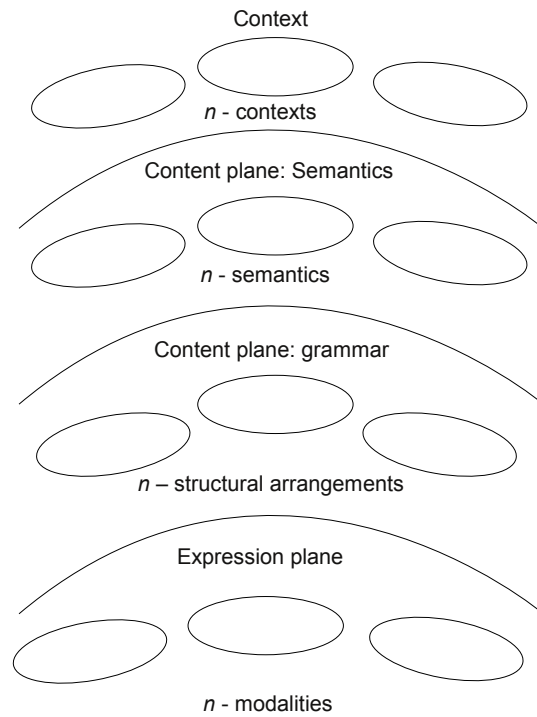 Context
n - contexts
Content plane: Semantics
n - semantics
Content plane: grammar
n – structural arrangements
Expression plane
n - modalities